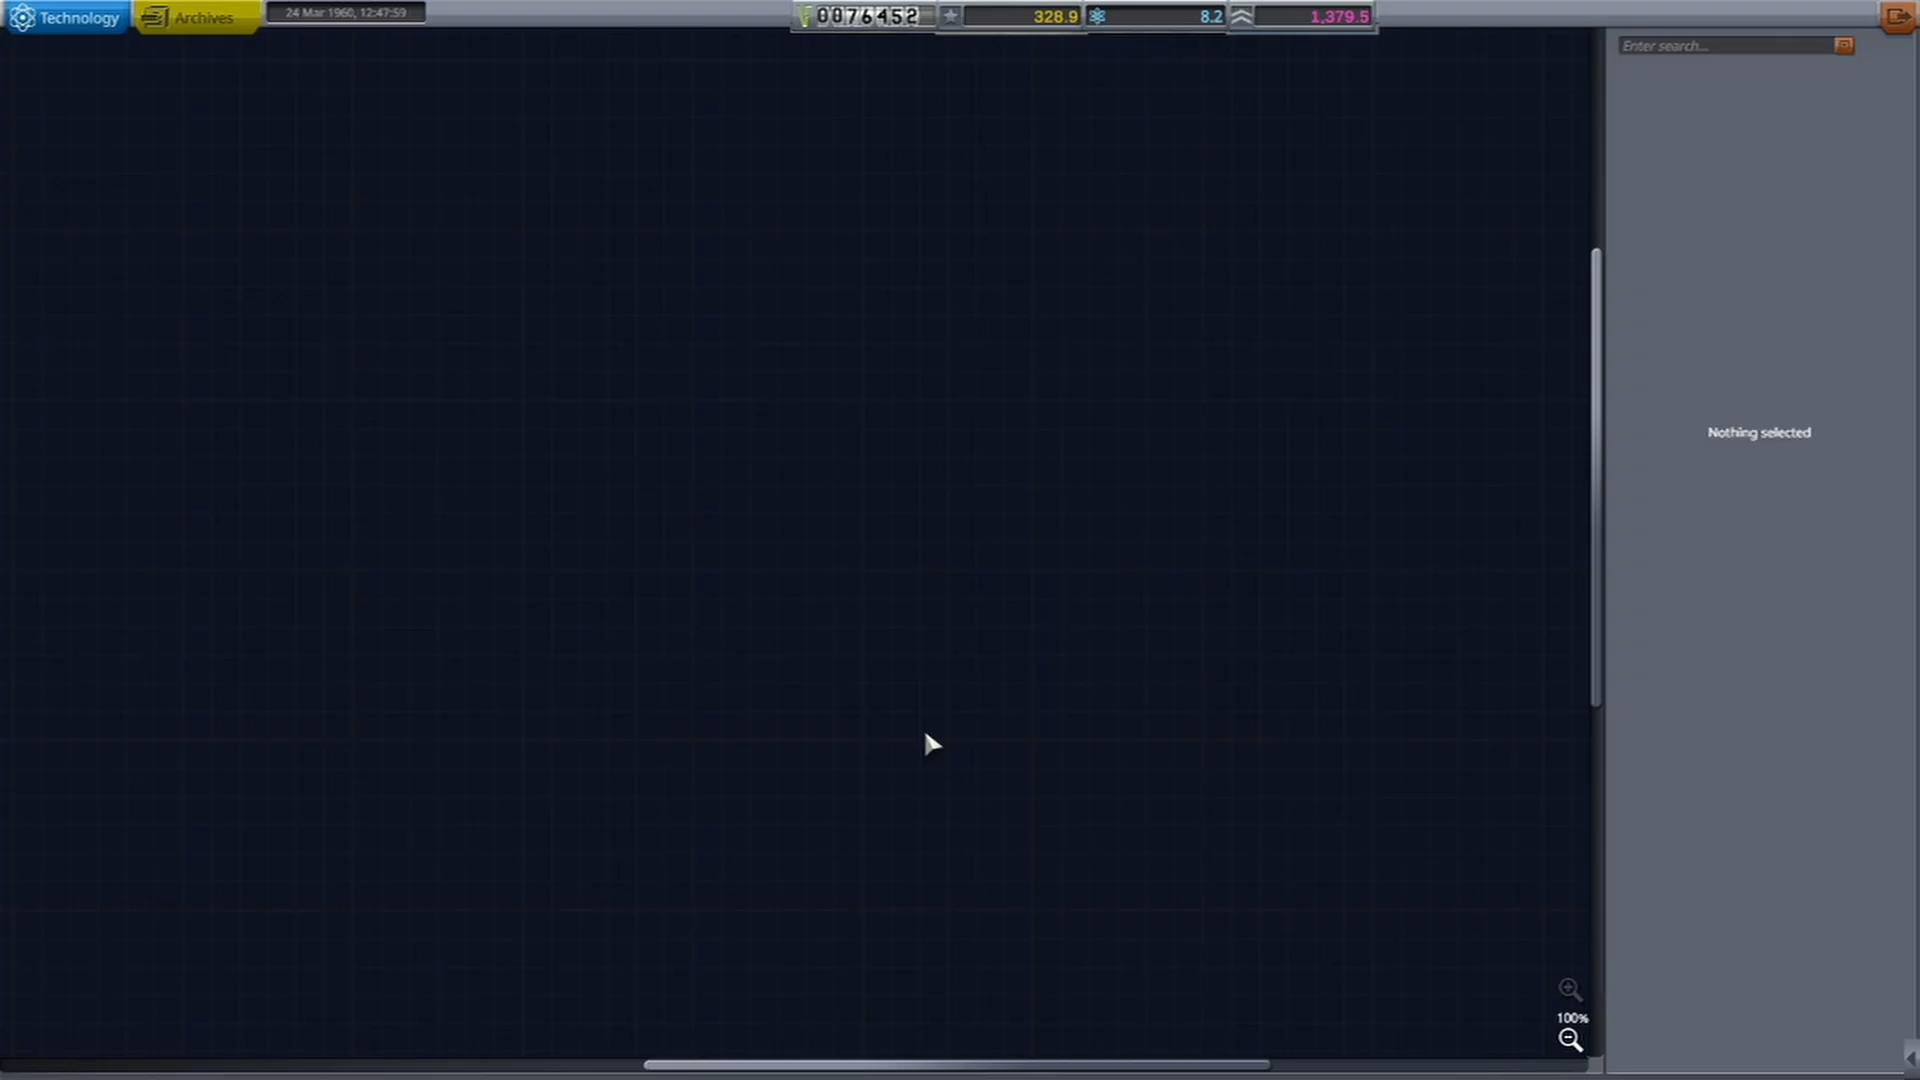 Technology
Archives
24 Mar 1960, 12:47:59
0076452
328.9
8.2
1,379.5
Enter search...
Nothing selected
100%